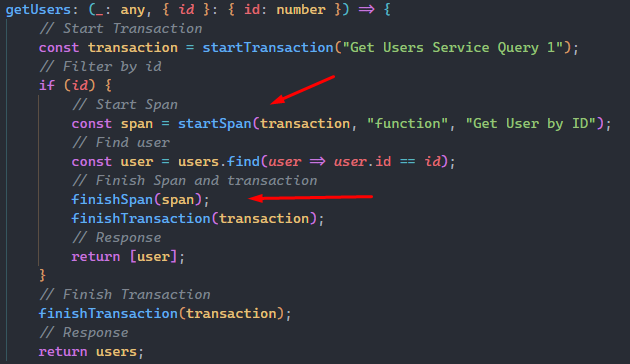 getUsers: (_: any, { id }: { id: number }) => {
// Start Transaction
const transaction = startTransaction("Get Users Service Query 1");
// Filter by id
if (id) {
// Start Span
const span = startSpan(transaction, "function", "Get User by ID");
// Find user
const user = users.find(user => user.id == id);
// Finish Span and transaction
finishSpan(span);
finishTransaction(transaction);
// Response
return [user];
}
// Finish Transaction
finishTransaction(transaction);
// Response
return users;